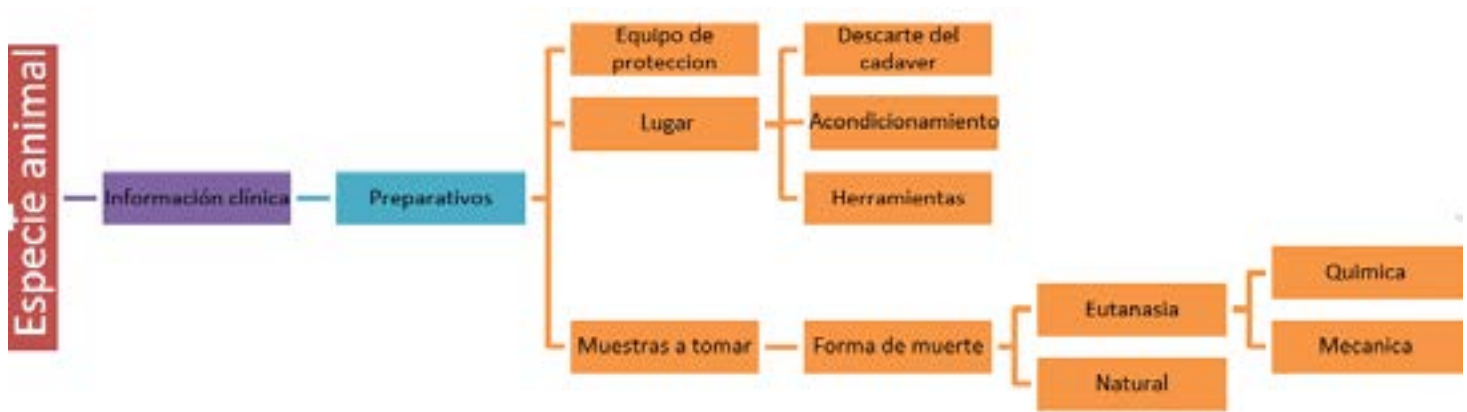 Especie animal
Información clínica
Preparativos
Equipo de
proteccion
Lugar
Descarte del
cadaver
Acondicionamiento
Herramientas
Muestras a tomar
Forma de muerte
Eutanasia
Natural
Quimica
Mecanica